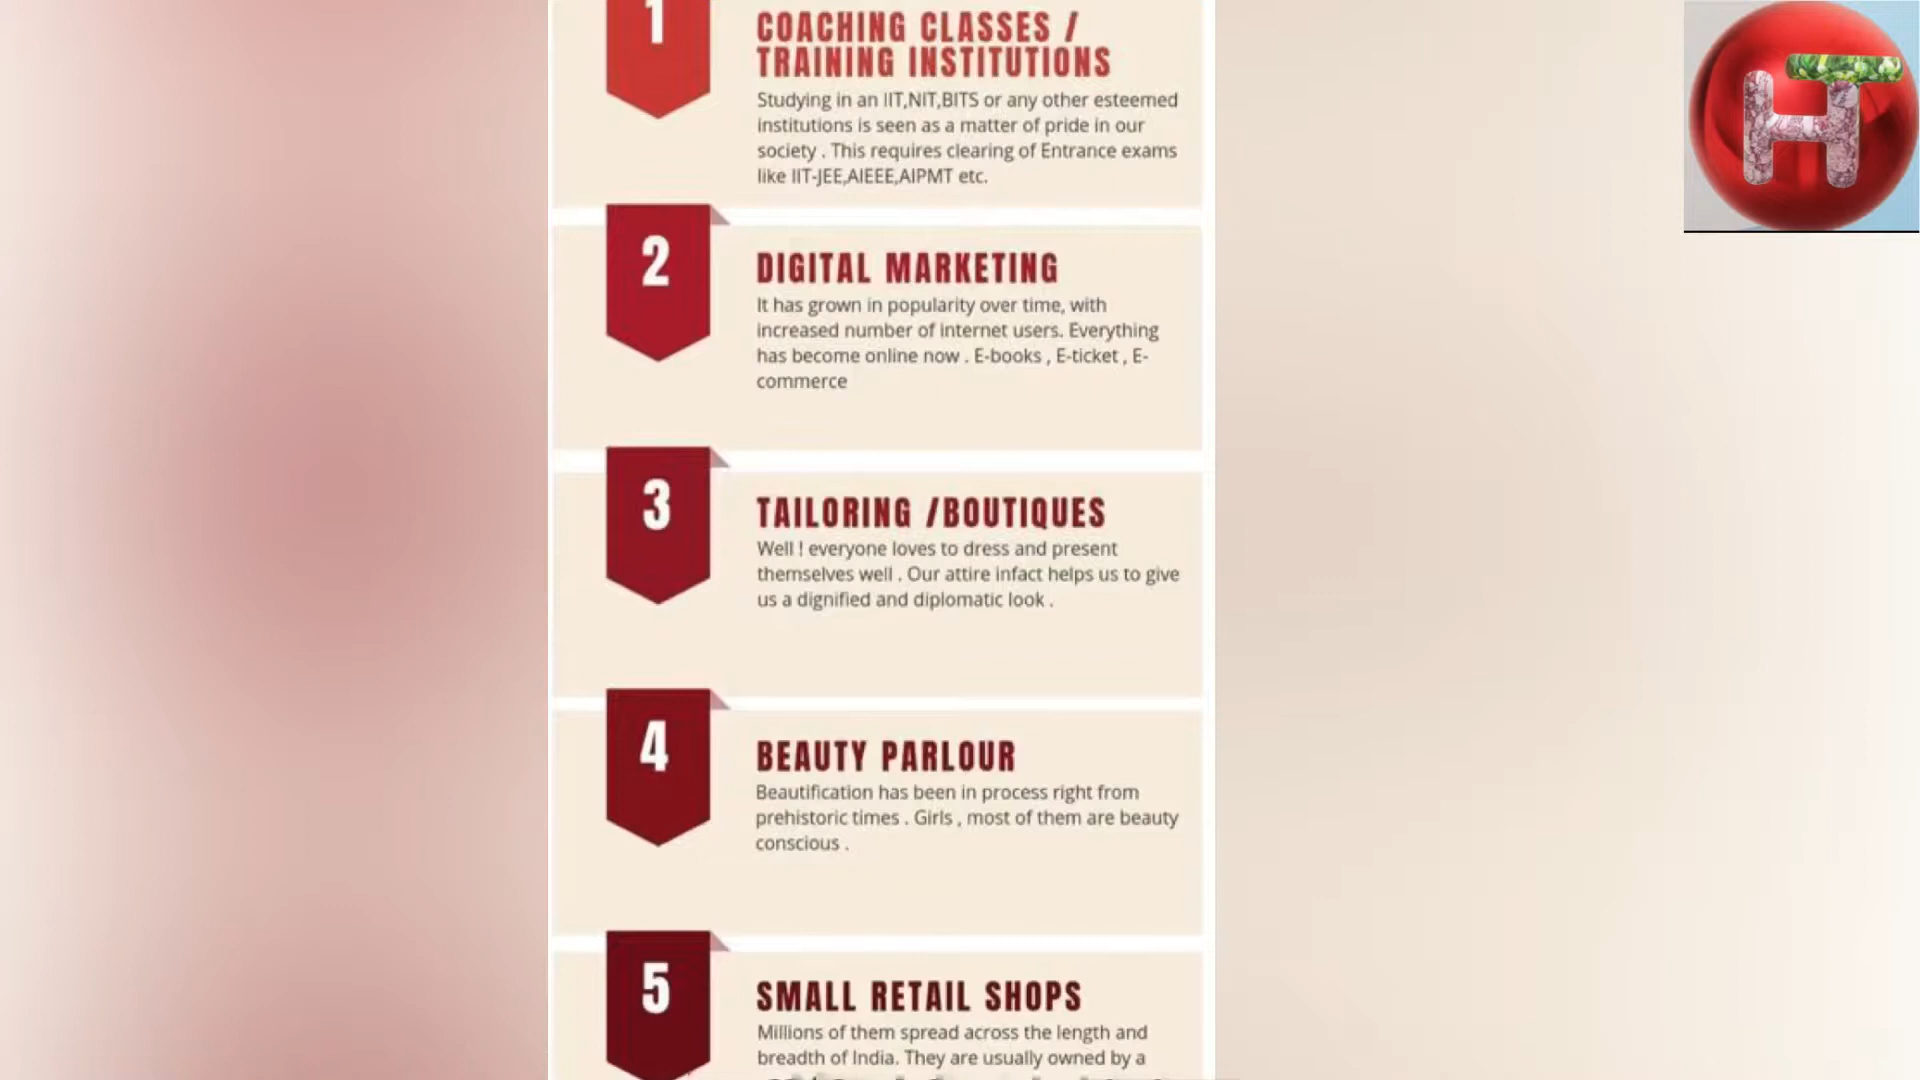 1
COACHING CLASSES /
TRAINING INSTITUTIONS
Studying in an IIT,NIT,BITS or any other esteemed
institutions is seen as a matter of pride in our
society . This requires clearing of Entrance exams
like IIT-JEE,AIEEE,AIPMT etc.
2
DIGITAL MARKETING
It has grown in popularity over time, with
increased number of internet users. Everything
has become online now . E-books , E-ticket , E-
commerce
3
TAILORING /BOUTIQUES
Well ! everyone loves to dress and present
themselves well . Our attire infact helps us to give
us a dignified and diplomatic look .
4
BEAUTY PARLOUR
Beautification has been in process right from
prehistoric times . Girls , most of them are beauty
conscious .
5
SMALL RETAIL SHOPS
Millions of them spread across the length and
breadth of India. They are usually owned by a
HT